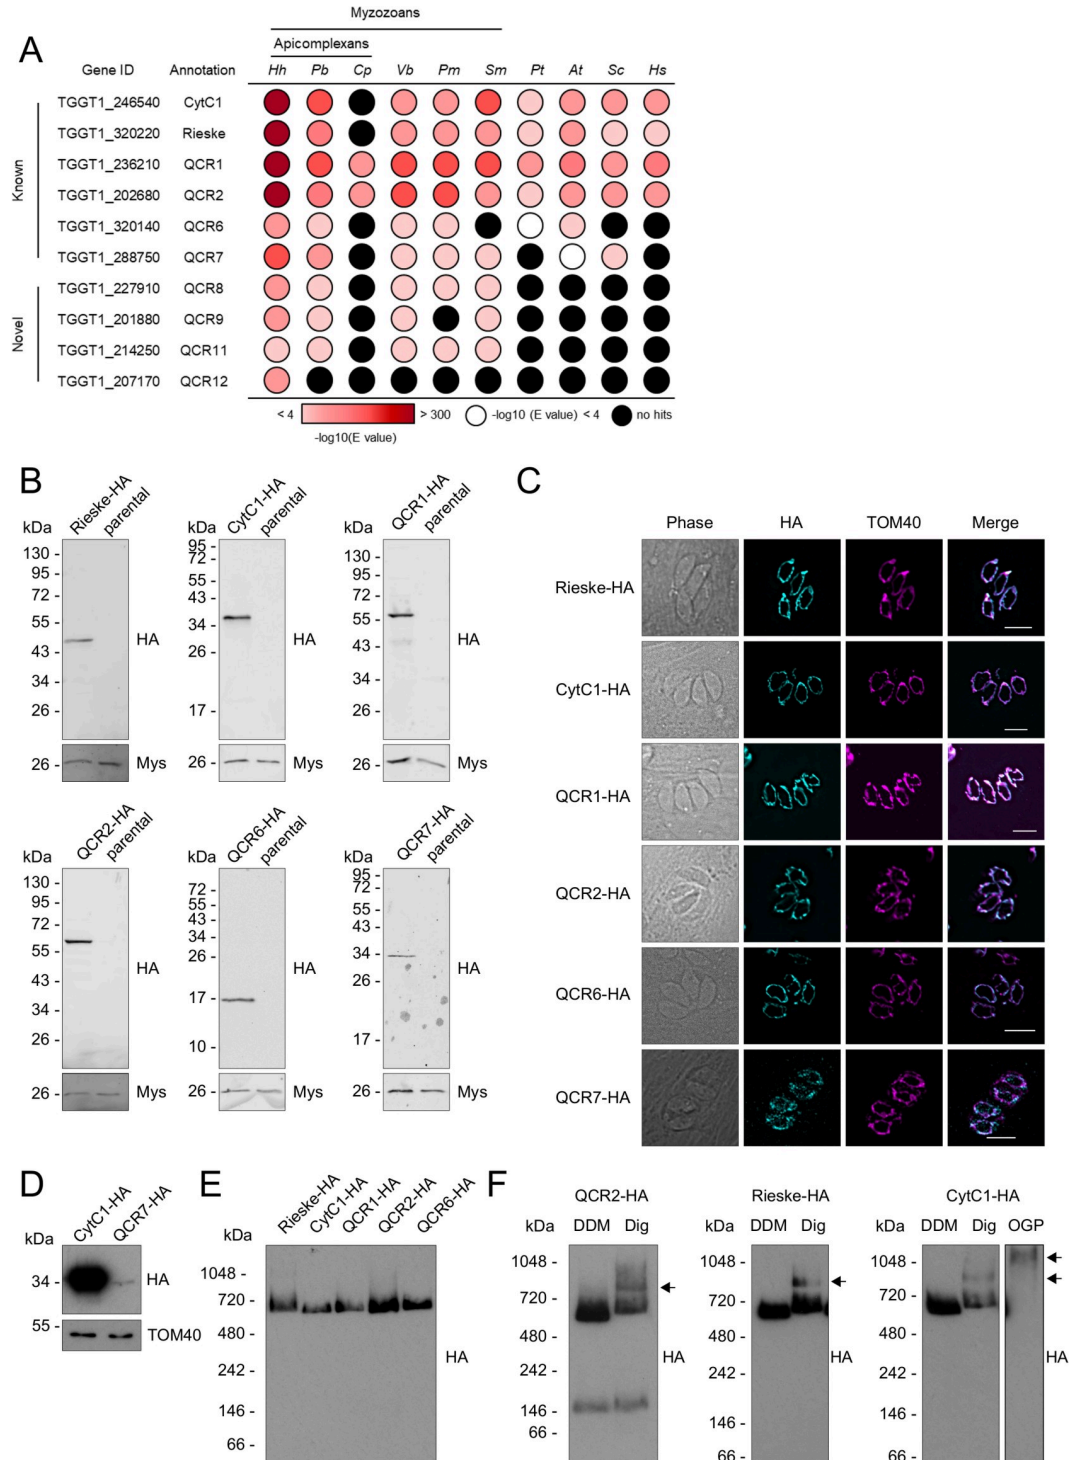 A
Myzozoans
Apicomplexans
Gene ID Annotation Hh Pb Cp Vb Pm Sm Pt At Sc Hs
Known
TGGT1_246540 CytC1
TGGT1_320220 Rieske
TGGT1_236210 QCR1
TGGT1_202680 QCR2
TGGT1_320140 QCR6
TGGT1_288750 QCR7
Novel
TGGT1_227910 QCR8
TGGT1_201880 QCR9
TGGT1_214250 QCR11
TGGT1_207170 QCR12
< 4 > 300 -log10 (E value) < 4 no hits
-log10(E value)
B
Rieske-HA parental
kDa
130 -
95 -
72 -
55 -
43 -
34 -
26 -
HA
26 - Mys
CytC1-HA parental
kDa
95 -
72 -
55 -
43 -
34 -
26 -
17 -
HA
26 - Mys
QCR1-HA parental
kDa
130 -
95 -
72 -
55 -
43 -
34 -
26 -
HA
26 - Mys
QCR2-HA parental
kDa
130 -
95 -
72 -
55 -
43 -
34 -
26 -
HA
26 - Mys
QCR6-HA parental
kDa
72 -
55 -
43 -
34 -
26 -
17 -
10 -
HA
26 - Mys
QCR7-HA parental
kDa
95 -
72 -
55 -
43 -
34 -
26 -
17 -
HA
26 - Mys
C
Phase HA TOM40 Merge
Rieske-HA
CytC1-HA
QCR1-HA
QCR2-HA
QCR6-HA
QCR7-HA
D
CytC1-HA QCR7-HA
kDa
34 - HA
55 - TOM40
E
Rieske-HA CytC1-HA QCR1-HA QCR2-HA QCR6-HA
kDa
1048 -
720 -
480 -
242 -
146 -
66 -
HA
F
QCR2-HA
kDa DDM Dig
1048 -
720 -
480 -
242 -
146 -
66 -
HA
Rieske-HA
kDa DDM Dig
1048 -
720 -
480 -
242 -
146 -
66 -
HA
CytC1-HA
kDa DDM Dig OGP
1048 -
720 -
480 -
242 -
146 -
66 -
HA